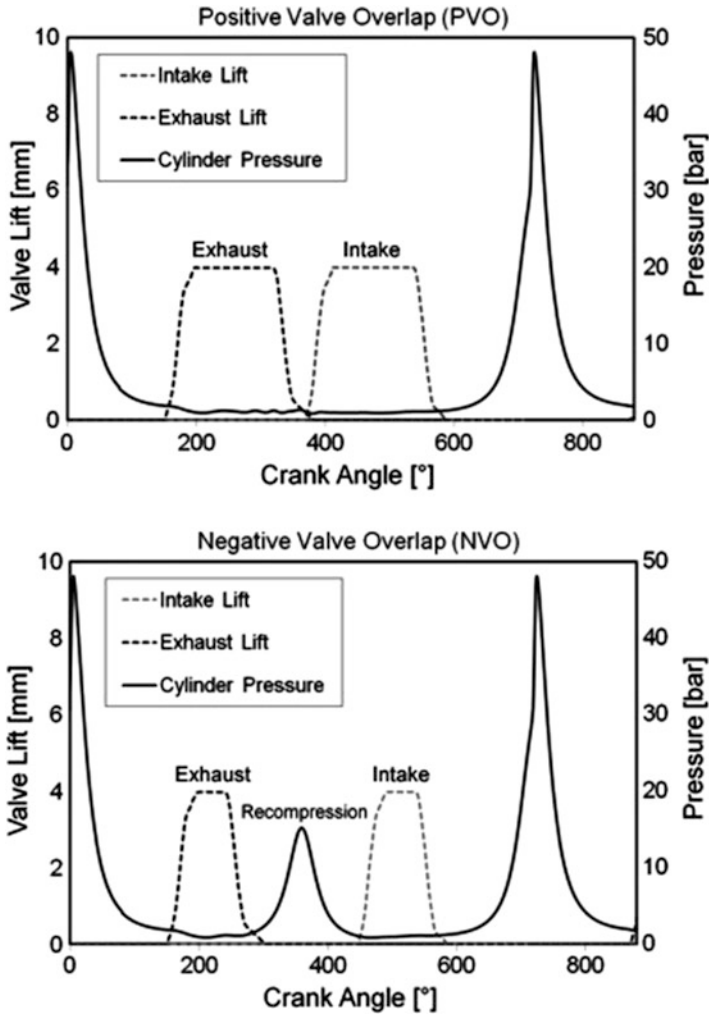 Positive Valve Overlap (PVO)
10
8
6
4
2
0
Valve Lift [mm]
Intake Lift
Exhaust Lift
Cylinder Pressure
Exhaust
Intake
50
40
30
20
10
0
Pressure [bar]
0 200 400 600 800
Crank Angle [°]
Negative Valve Overlap (NVO)
10
8
6
4
2
0
Valve Lift [mm]
Intake Lift
Exhaust Lift
Cylinder Pressure
Exhaust
Recompression
Intake
50
40
30
20
10
0
Pressure [bar]
0 200 400 600 800
Crank Angle [°]